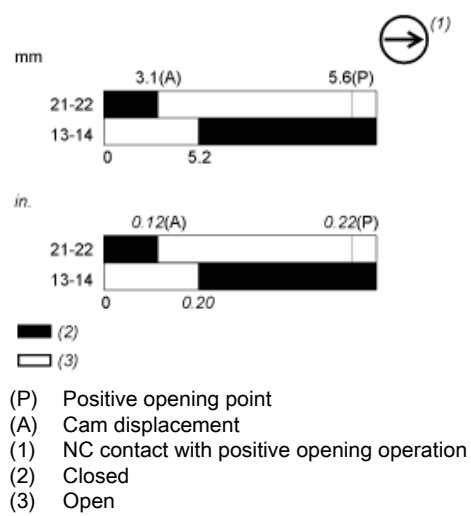 (1)
mm
3.1(A) 5.6(P)
21-22
13-14
0 5.2
in.
0.12(A) 0.22(P)
21-22
13-14
0 0.20
(2)
(3)
(P) Positive opening point
(A) Cam displacement
(1) NC contact with positive opening operation
(2) Closed
(3) Open